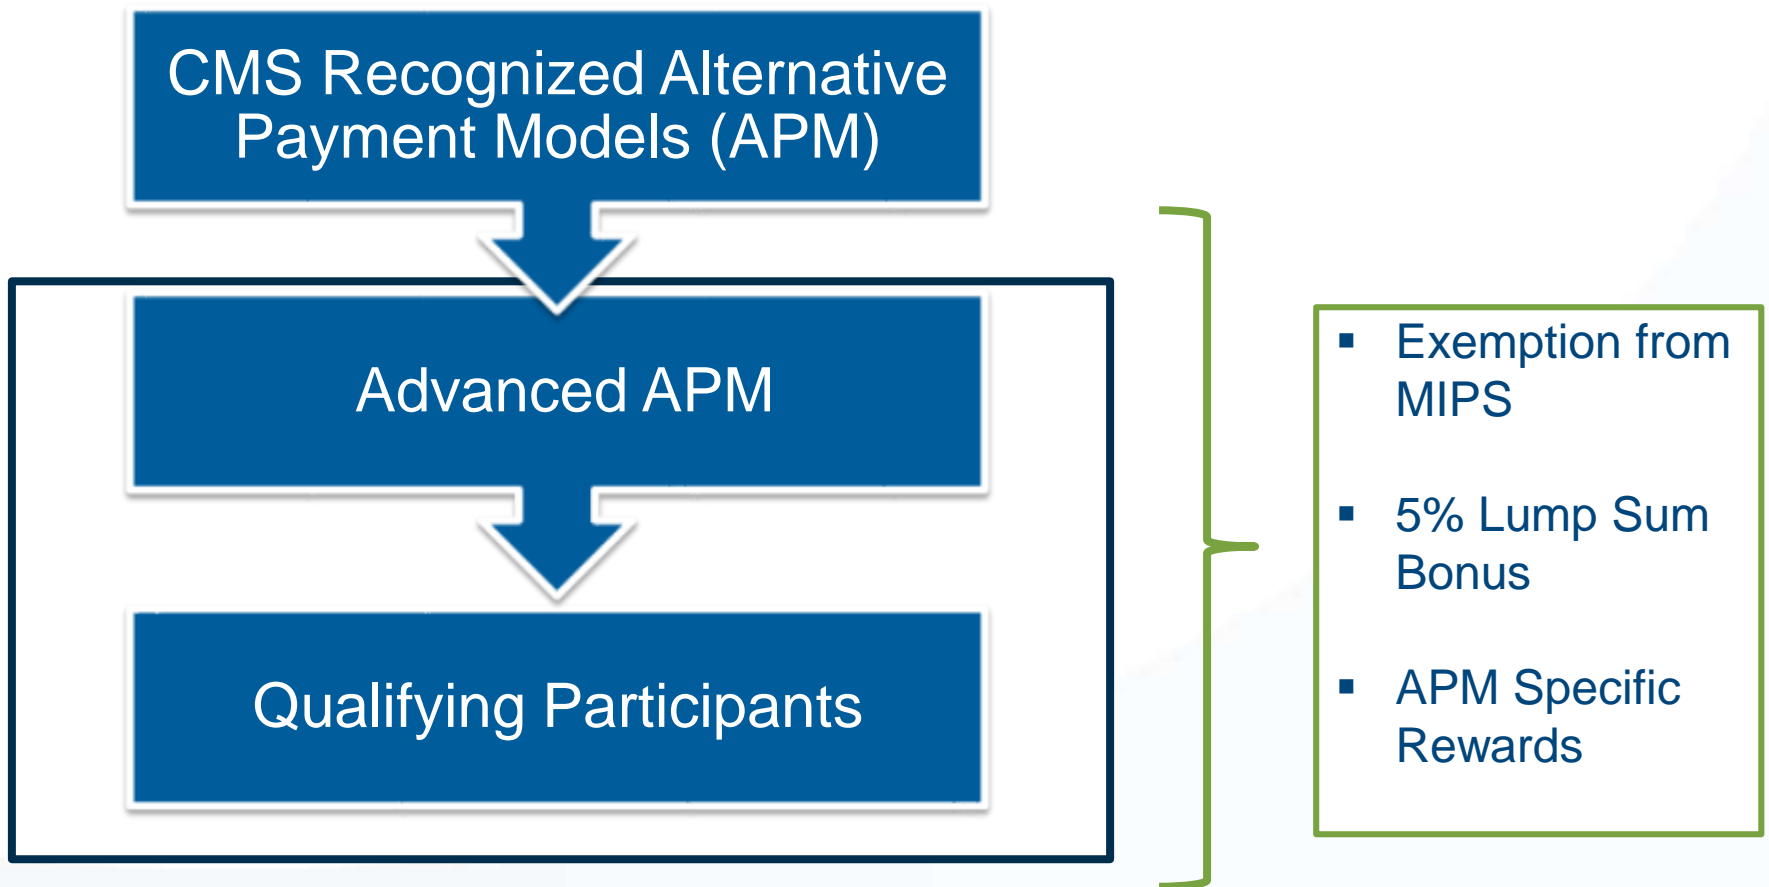 CMS Recognized Alternative
Payment Models (APM)
Advanced APM
Qualifying Participants
▪ Exemption from
MIPS
▪ 5% Lump Sum
Bonus
▪ APM Specific
Rewards